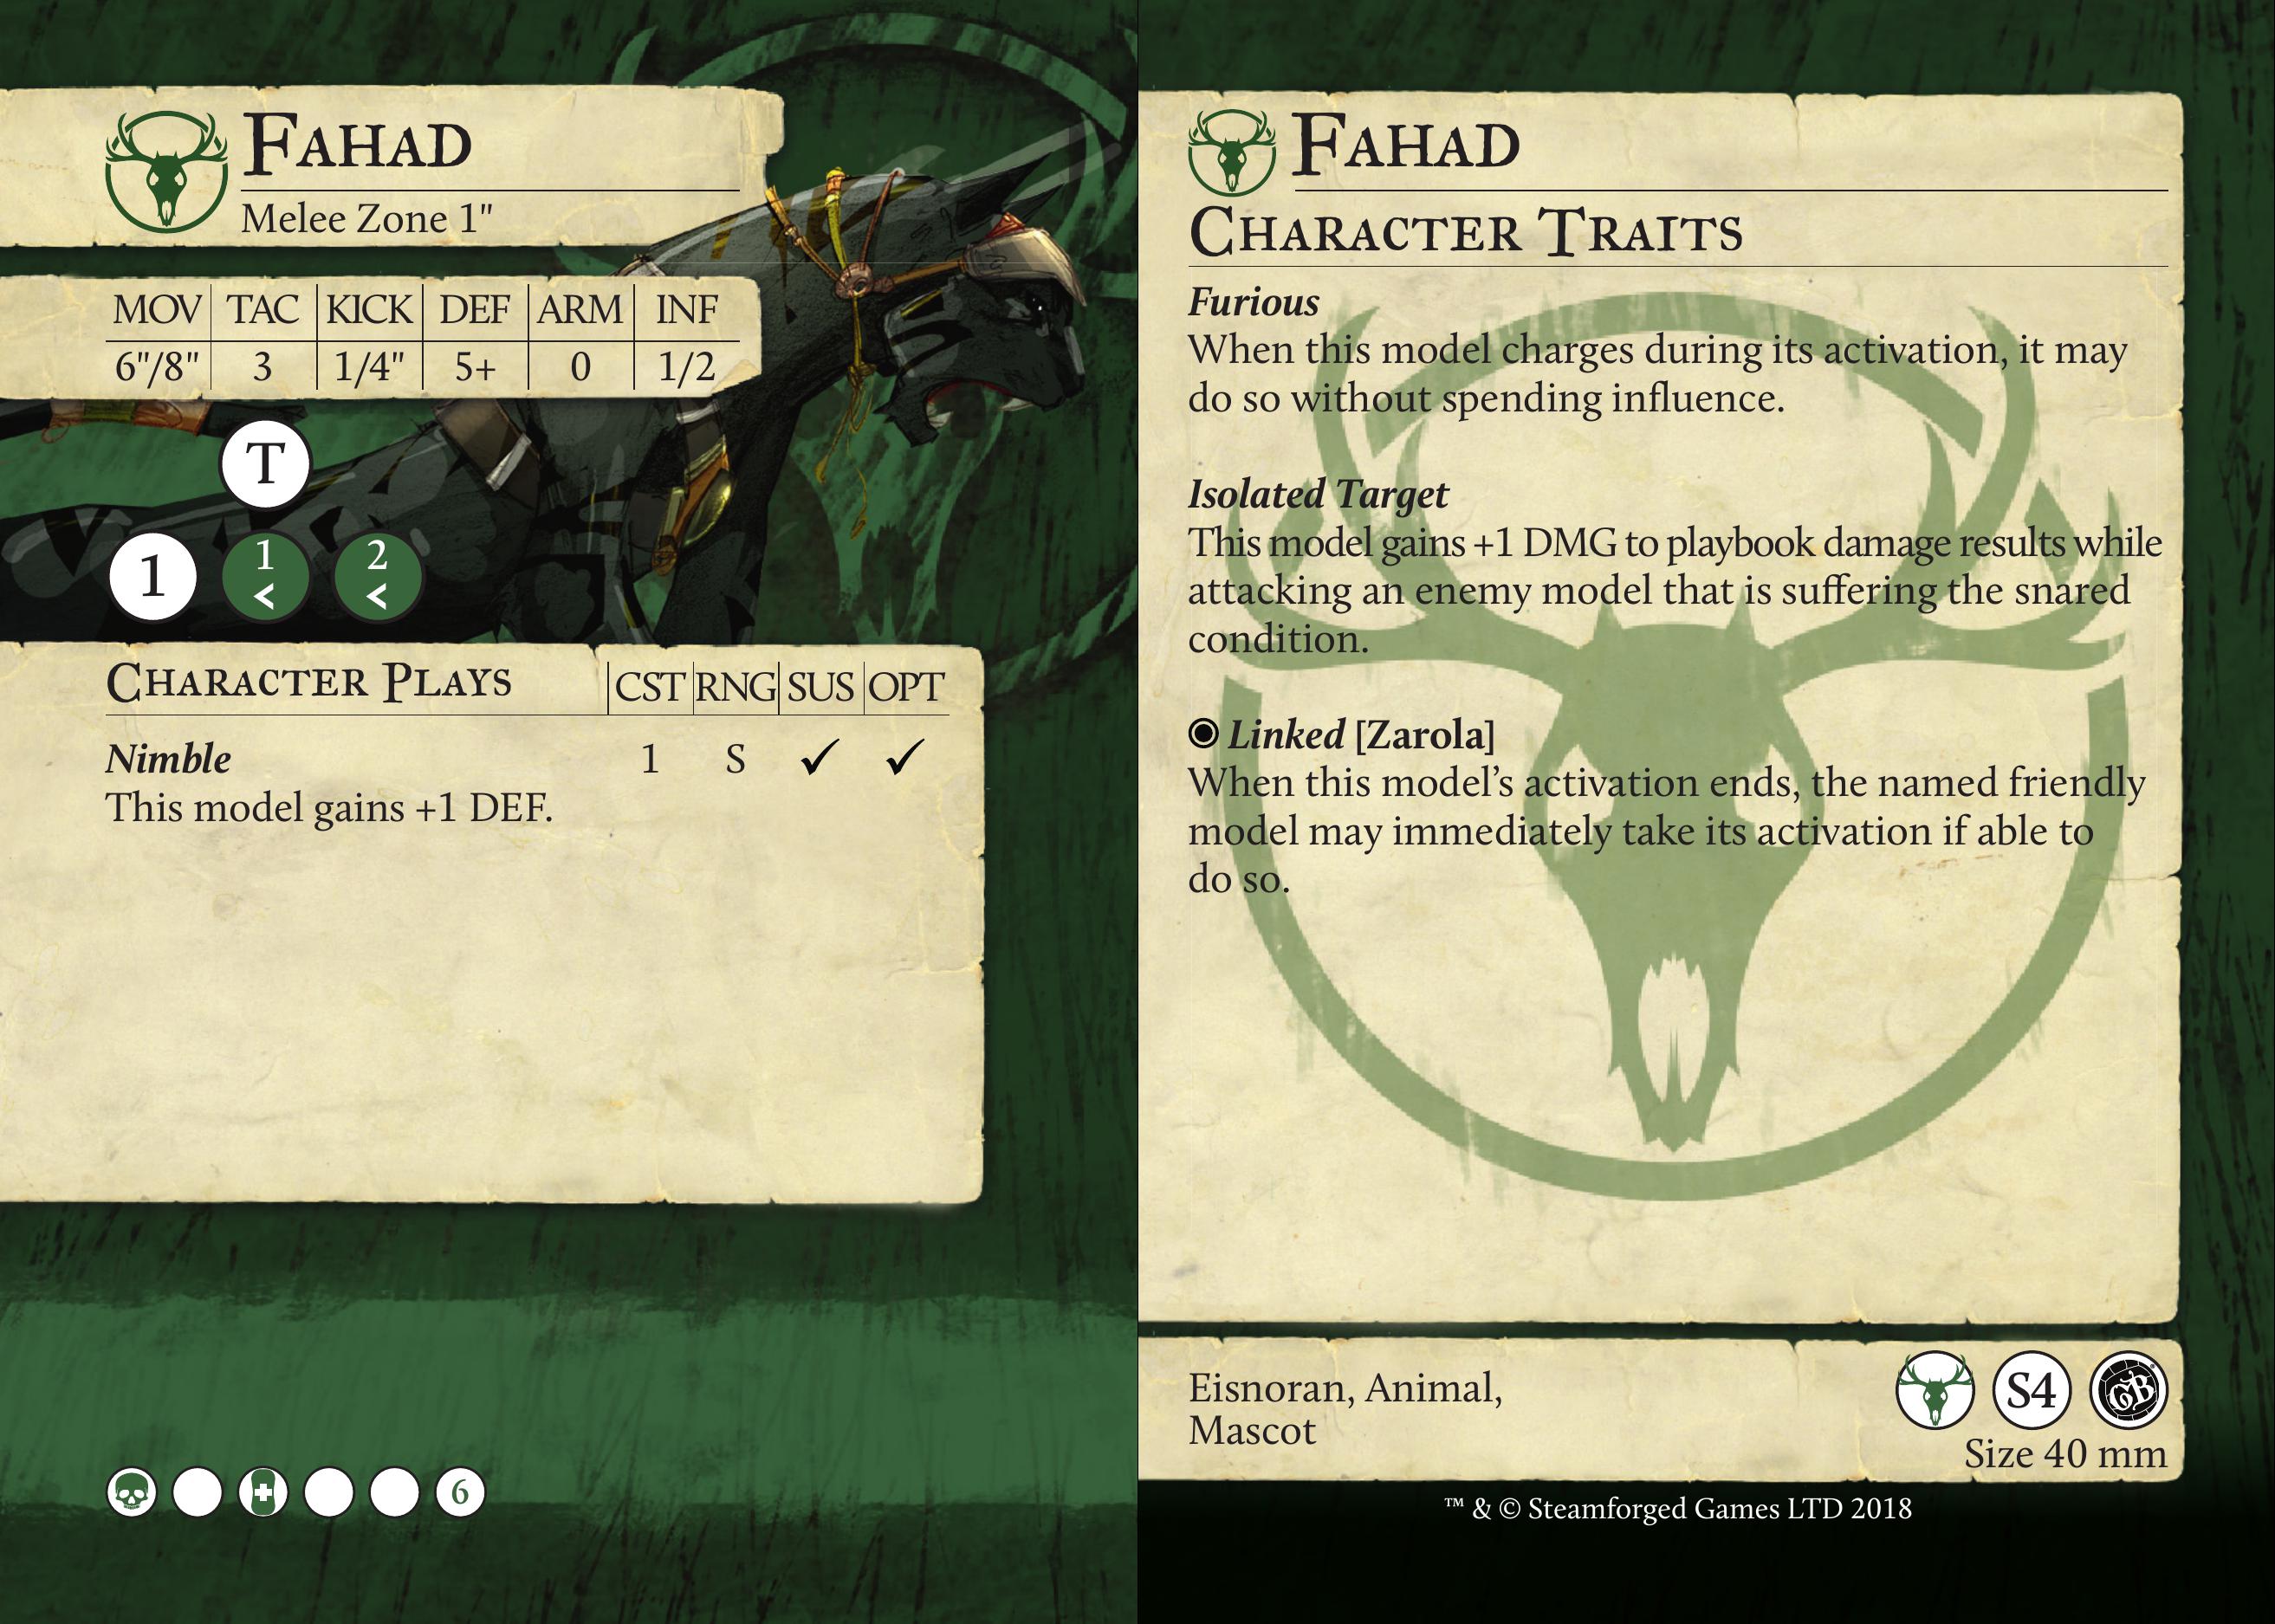 FAHAD
Melee Zone 1"
MOV TAC KICK DEF ARM INF
6"/8" 3 1/4" 5+ 0 1/2
T
1 1 < 2 <
CHARACTER PLAYS CST RNG SUS OPT
Nimble 1 S ✓ ✓
This model gains +1 DEF.
6
FAHAD
CHARACTER TRAITS
Furious
When this model charges during its activation, it may
do so without spending influence.
Isolated Target
This model gains +1 DMG to playbook damage results while
attacking an enemy model that is suffering the snared
condition.
Linked [Zarola]
When this model’s activation ends, the named friendly
model may immediately take its activation if able to
do so.
Eisnoran, Animal,
Mascot
S4 GB
Size 40 mm
™ & © Steamforged Games LTD 2018